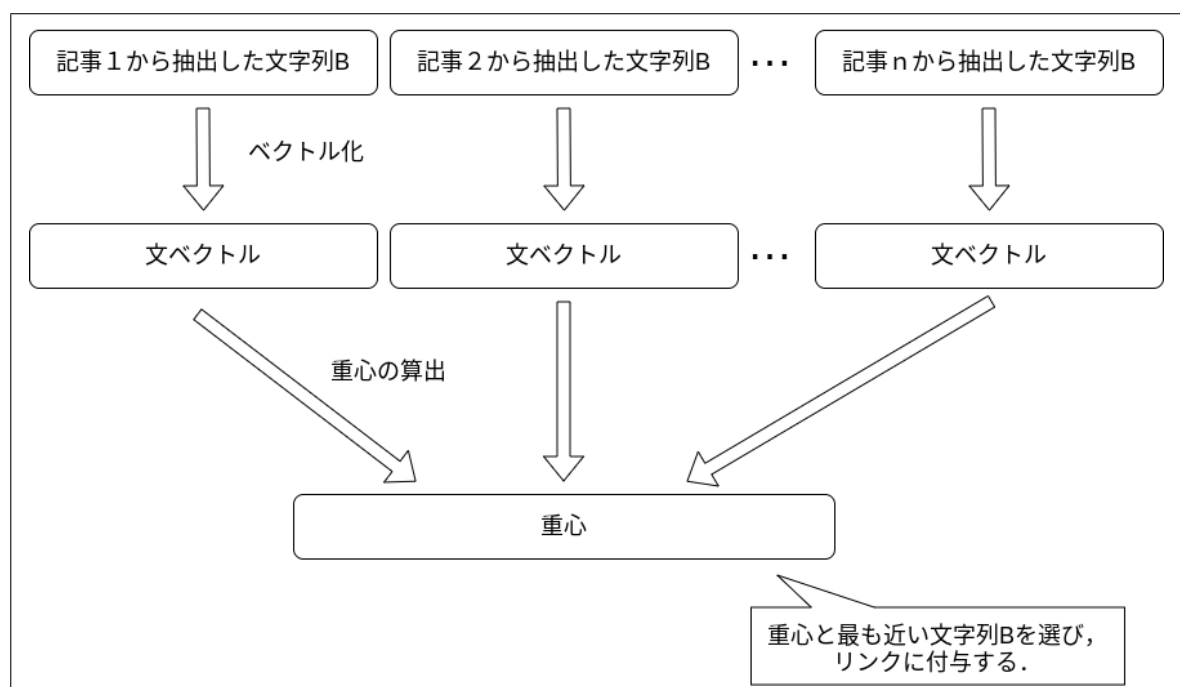 記事１から抽出した文字列B
記事２から抽出した文字列B
･･･
記事ｎから抽出した文字列B
ベクトル化
文ベクトル
文ベクトル
･･･
文ベクトル
重心の算出
重心
重心と最も近い文字列Bを選び，
リンクに付与する．